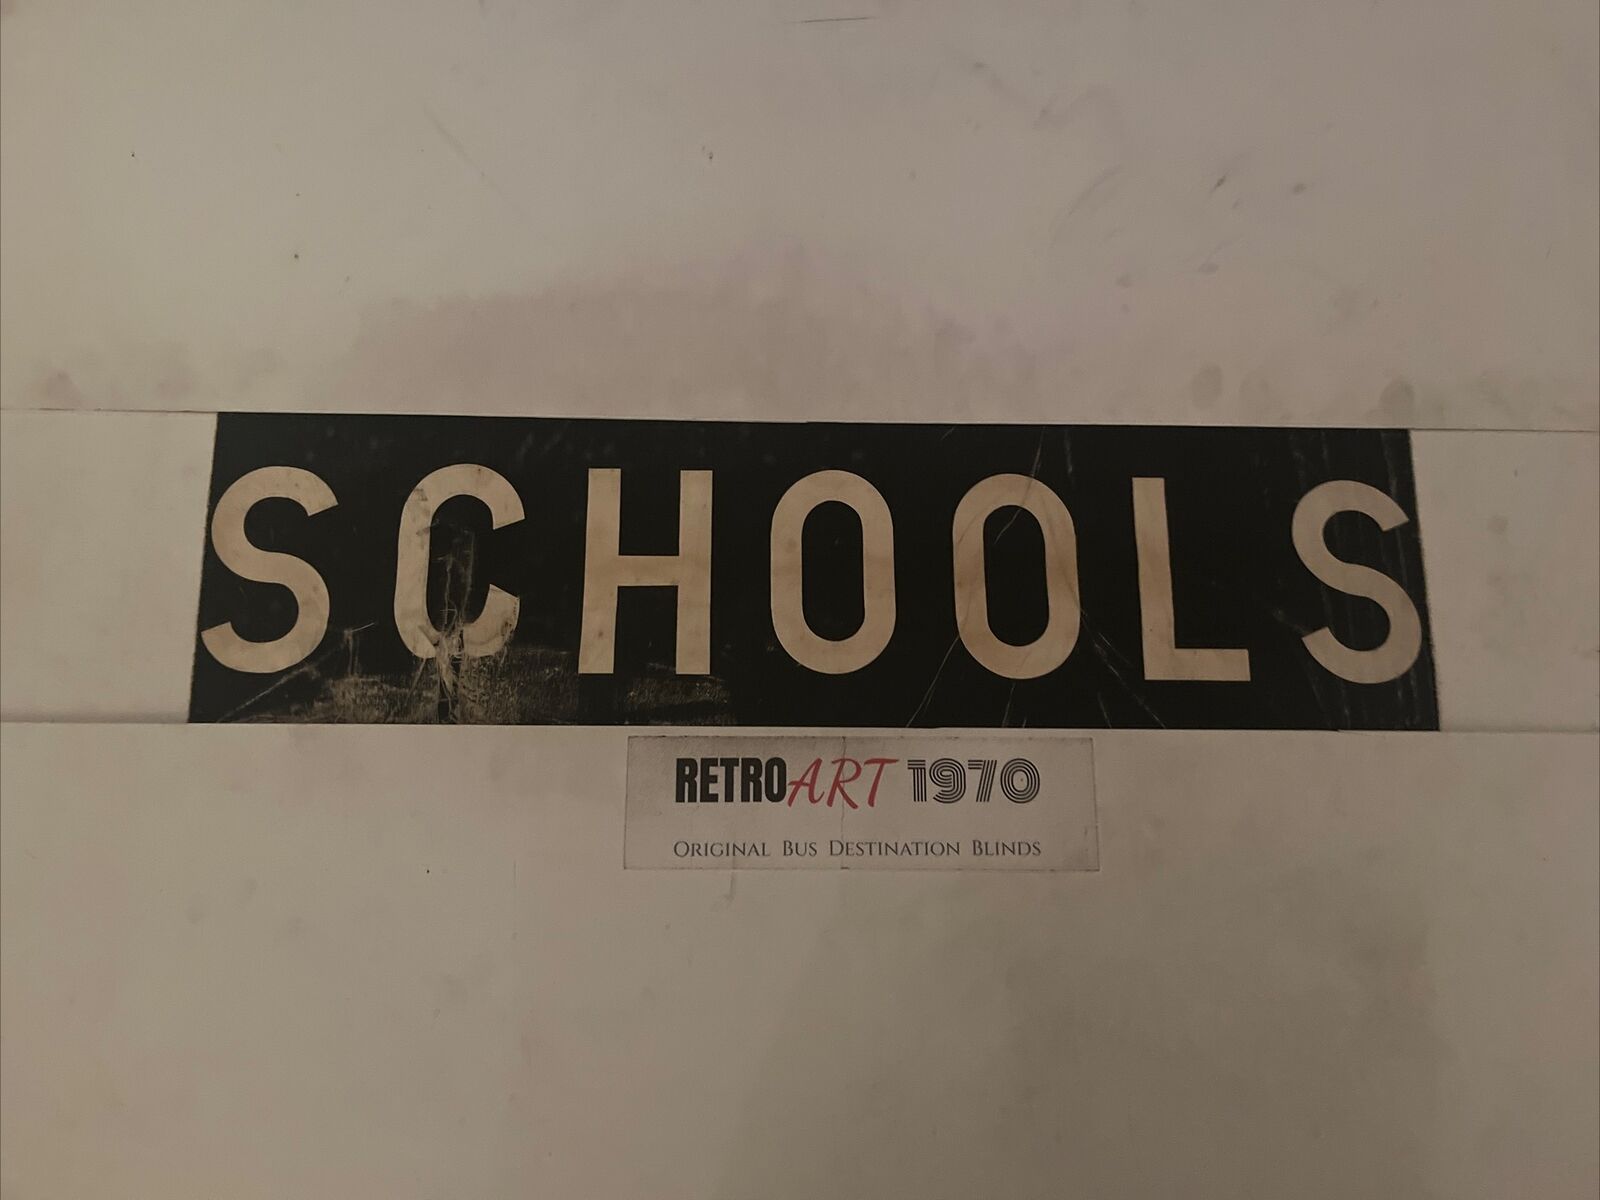 SCHOOLS
RETROART 1970
ORIGINAL BUS DESTINATION BLINDS